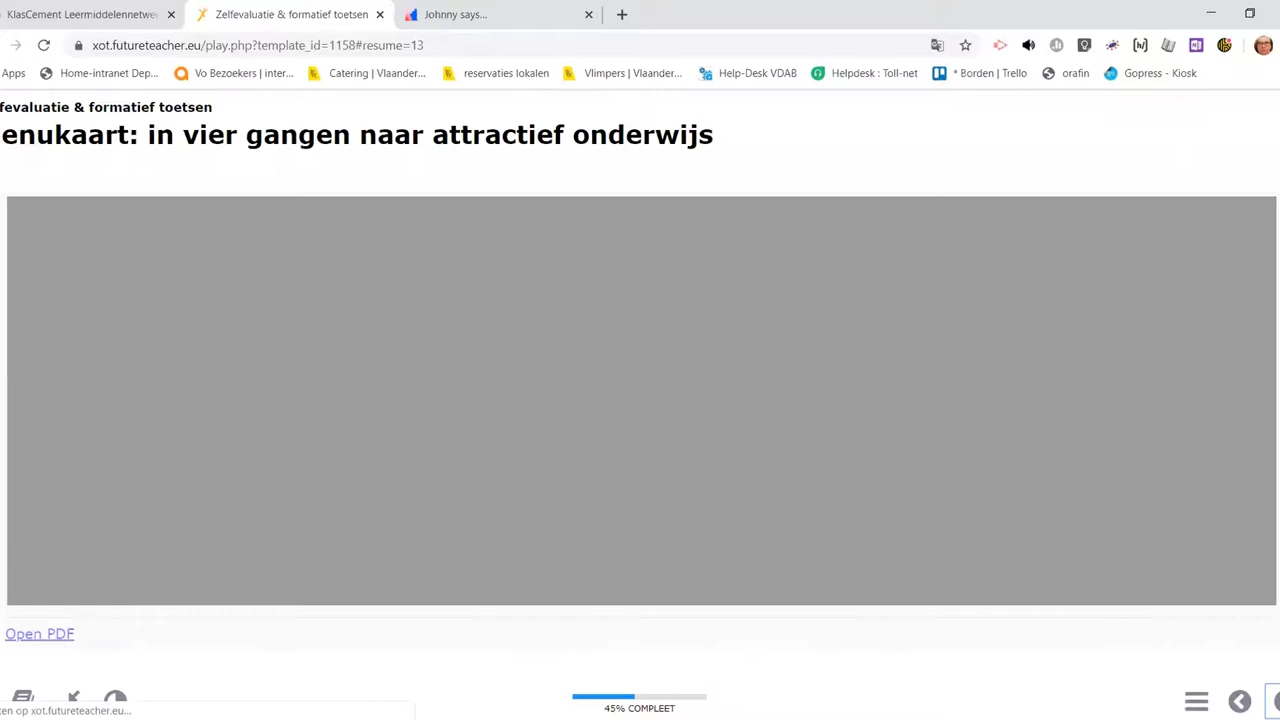 KlasCement Leermiddelennetwe
Zelfevaluatie & formatief toetsen
Johnny says...
xot.futureteacher.eu/play.php?template_id=1158#resume=13
Apps
Home-intranet Dep...
Vo Bezoekers | inter...
Catering | Vlaander...
reservaties lokalen
Vlimpers | Vlaander...
Help-Desk VDAB
Helpdesk : Toll-net
* Borden | Trello
orafin
Gopress - Kiosk
fevaluatie & formatief toetsen
enukaart: in vier gangen naar attractief onderwijs
Open PDF
45% COMPLEET
ten op xot.futureteacher.eu...